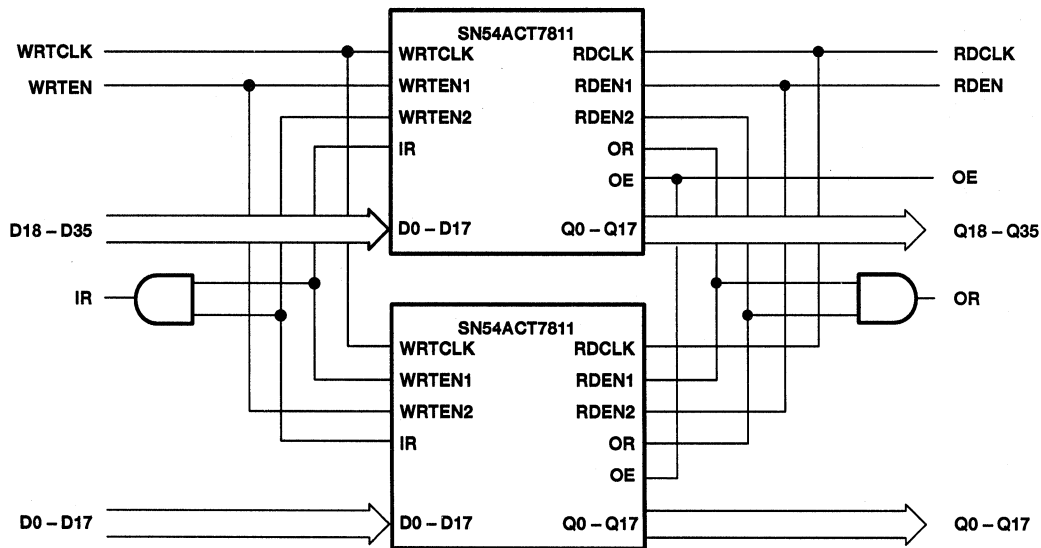 SN54ACT7811
WRTCLK WRTCLK RDCLK RDCLK
WRTEN WRTEN1 RDEN1 RDEN
WRTEN2 RDEN2
IR OR
OE OE
D18 – D35 D0 – D17 Q0 – Q17 Q18 – Q35
IR OR
SN54ACT7811
WRTCLK RDCLK
WRTEN1 RDEN1
WRTEN2 RDEN2
IR OR
OE
D0 – D17 D0 – D17 Q0 – Q17 Q0 – Q17